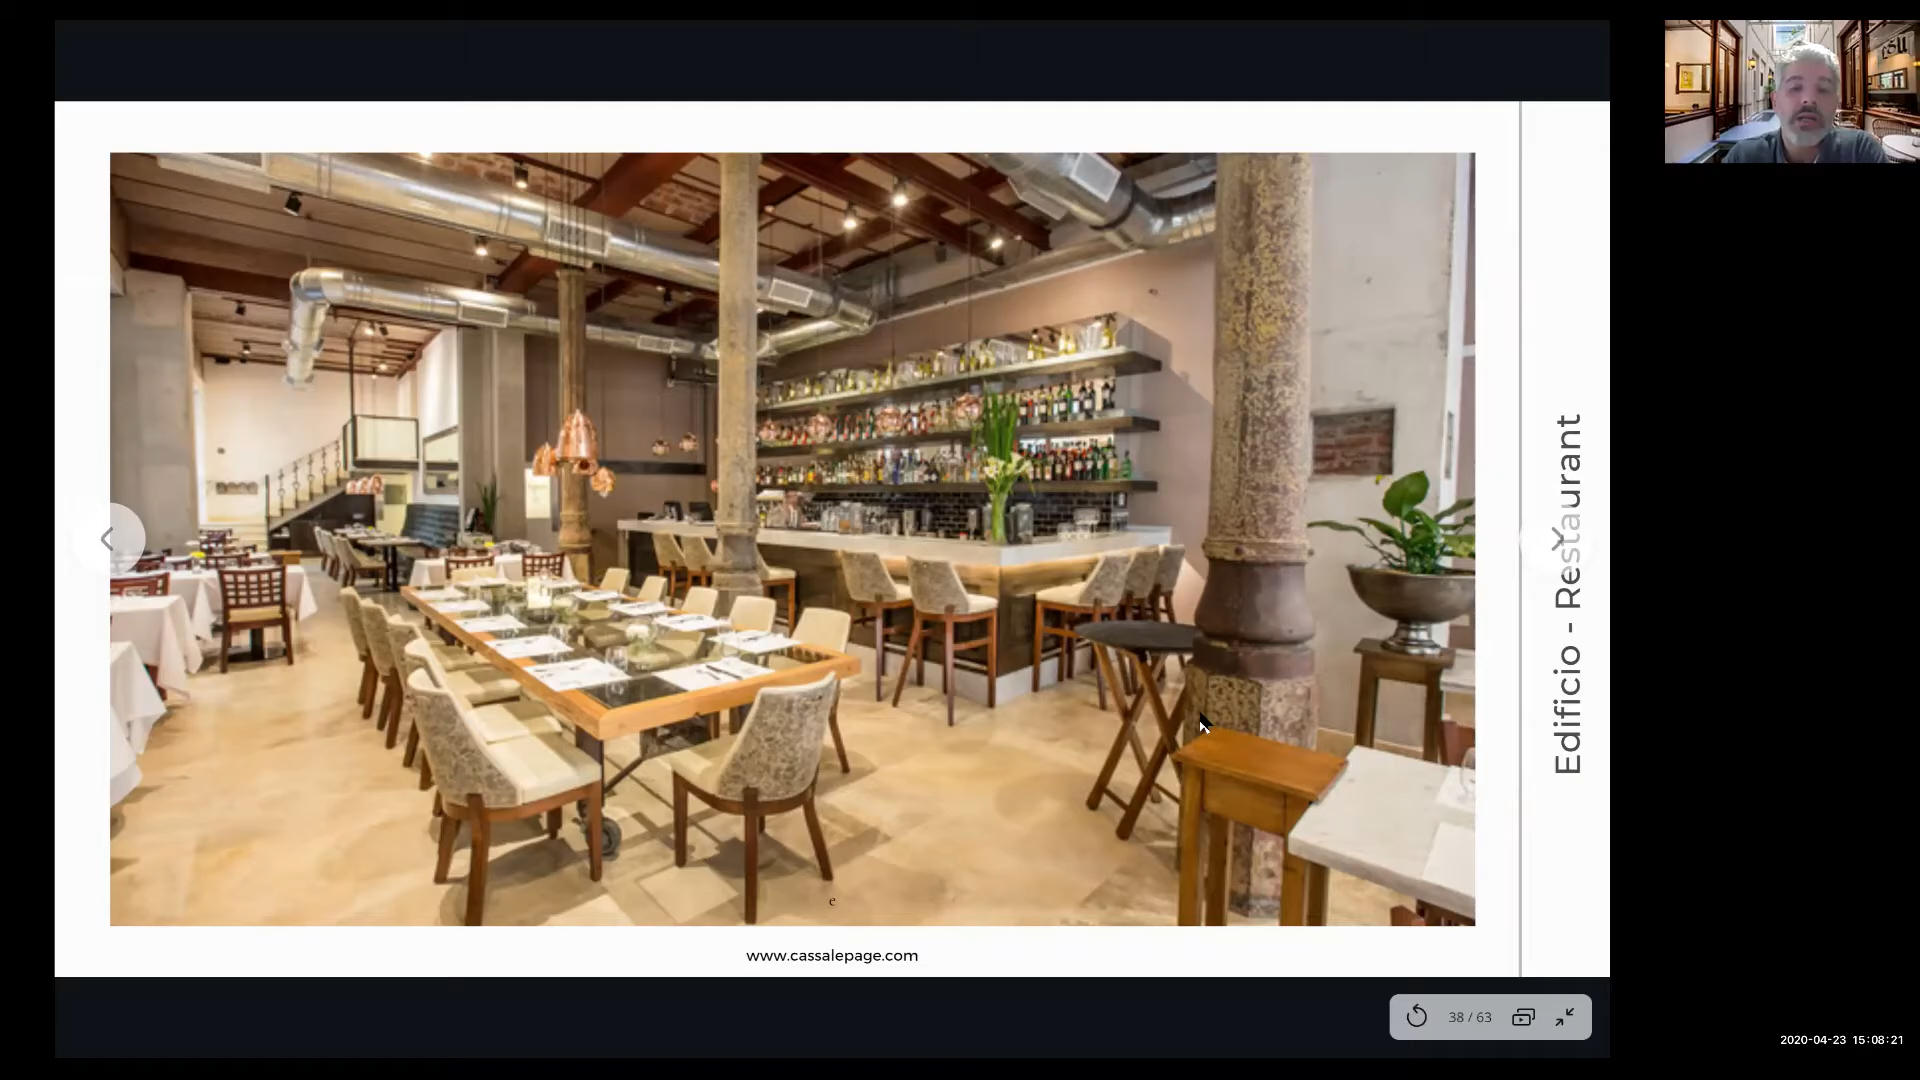 Edificio - Restaurant
e
www.cassalepage.com
38 / 63
2020-04-23 15:08:21